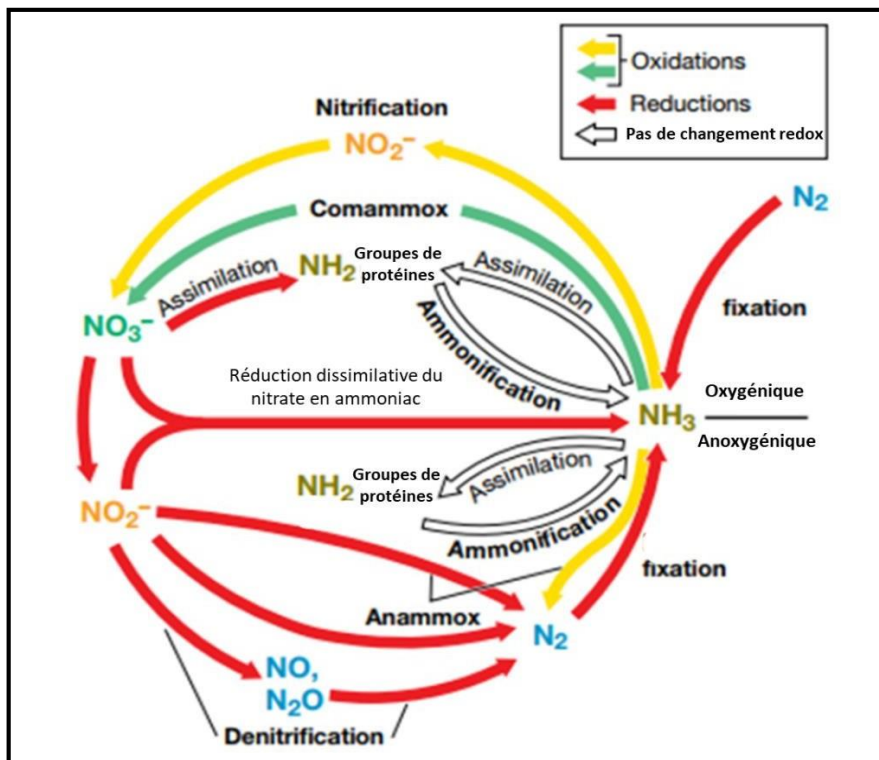 Oxidations
Reductions
Pas de changement redox
Nitrification
NO₂⁻
N₂
Comammox
Assimilation
NH₂ Groupes de
protéines
Assimilation
Ammonification
fixation
NO₃⁻
Réduction dissimilative du
nitrate en ammoniac
Oxygénique
NH₃
Anoxygénique
NH₂ Groupes de
protéines
Assimilation
Ammonification
NO₂⁻
fixation
Anammox
N₂
NO,
N₂O
Denitrification